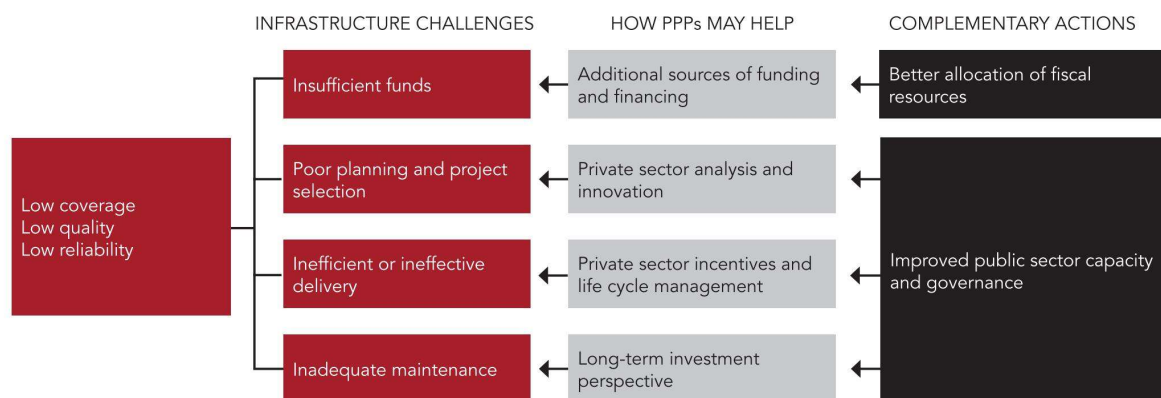 INFRASTRUCTURE CHALLENGES
HOW PPPs MAY HELP
COMPLEMENTARY ACTIONS
Low coverage
Low quality
Low reliability
Insufficient funds
Additional sources of funding
and financing
Better allocation of fiscal
resources
Poor planning and project
selection
Private sector analysis and
innovation
Inefficient or ineffective
delivery
Private sector incentives and
life cycle management
Improved public sector capacity
and governance
Inadequate maintenance
Long-term investment
perspective